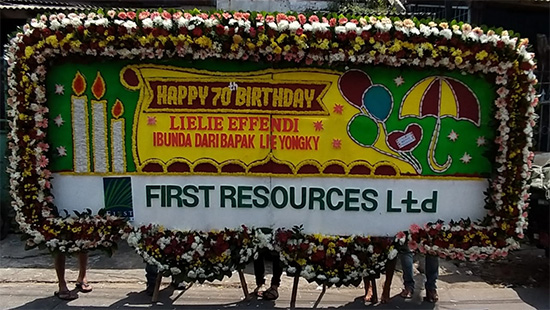 HAPPY 70th BIRTHDAY
LIELIE EFFENDI
IBUNDA DARI BAPAK LIE YONGKY
FIRST RESOURCES Ltd